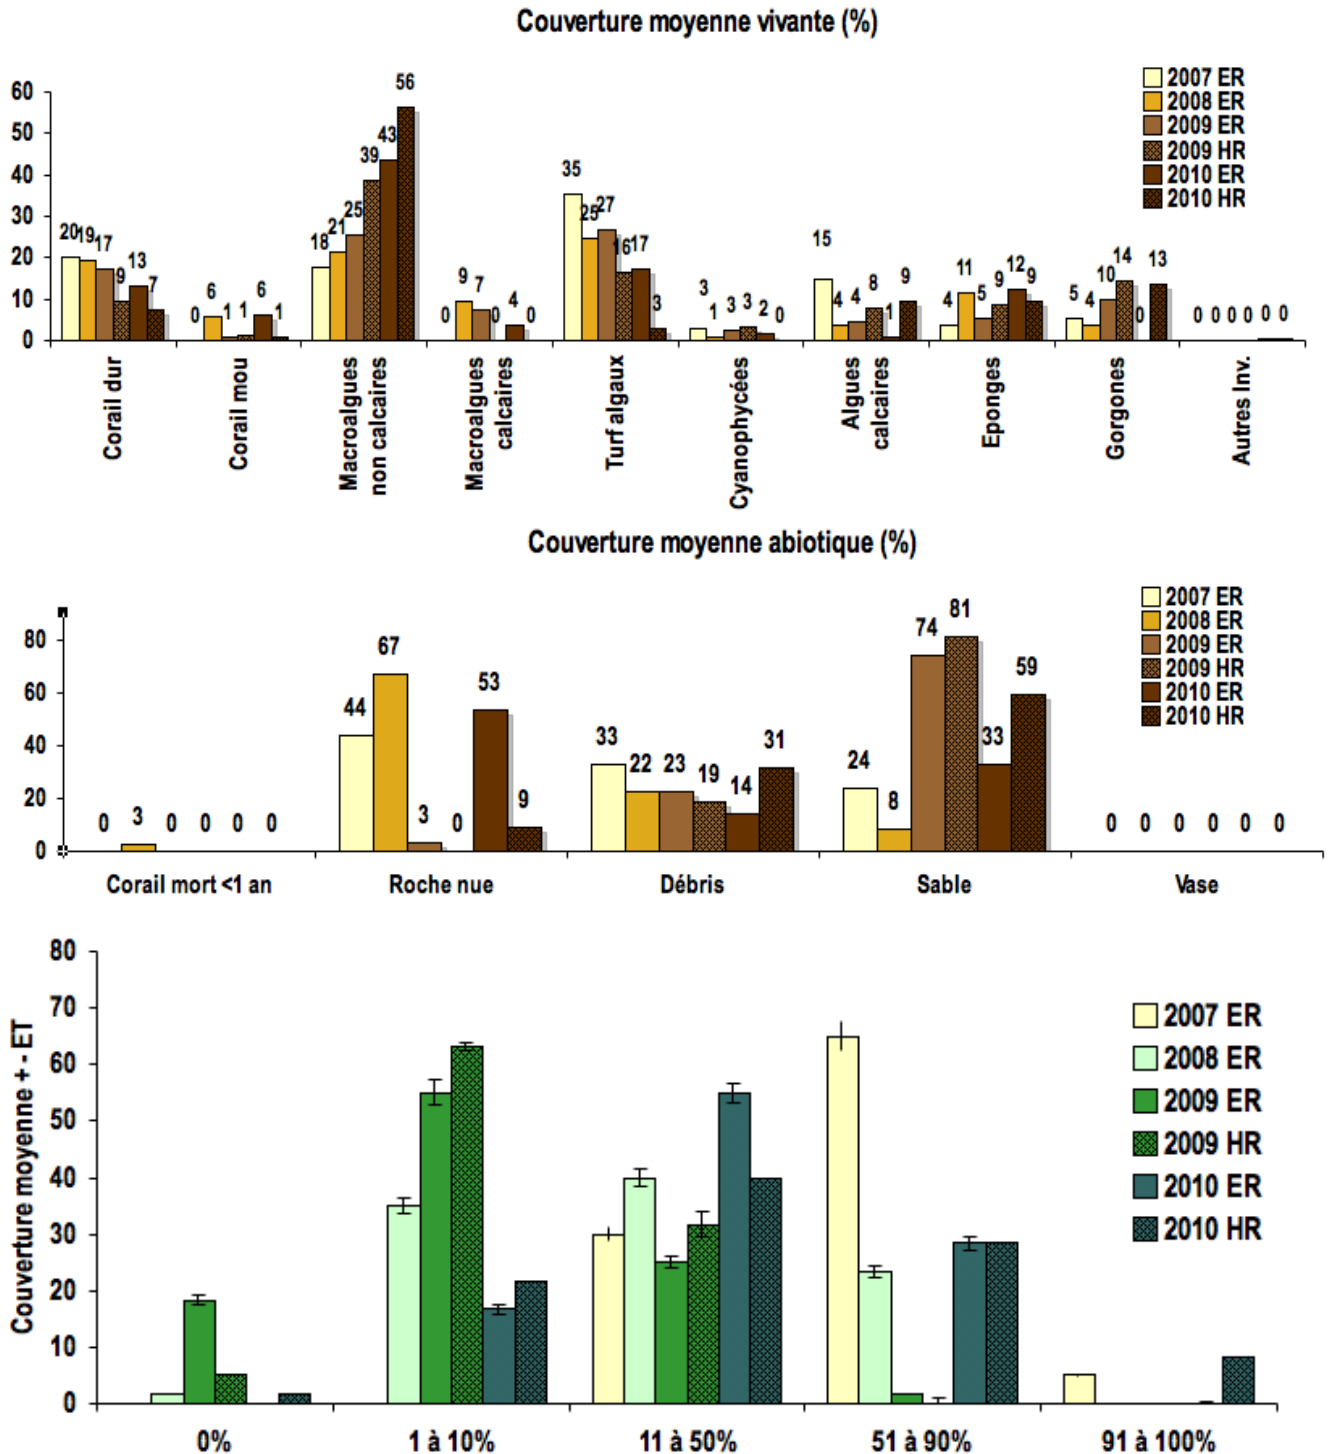 Couverture moyenne vivante (%)
2007 ER
2008 ER
2009 ER
2009 HR
2010 ER
2010 HR
60
50
40
30
20
10
0
20 19 17 9 13 7
0 6 1 1 6 1
18 21 25 39 43 56
0 9 7 0 4 0
35 25 27 16 17 3
3 1 3 3 2 0
15 4 4 8 1 9
4 11 5 9 12 9
5 4 10 14 0 13
0 0 0 0 0 0
Corail dur
Corail mou
Macroalgues
non calcaires
Macroalgues
calcaires
Turf algaux
Cyanophycées
Algues
calcaires
Eponges
Gorgones
Autres Inv.
Couverture moyenne abiotique (%)
2007 ER
2008 ER
2009 ER
2009 HR
2010 ER
2010 HR
80
60
40
20
0
0 3 0 0 0 0
44 67 3 0 53 9
33 22 23 19 14 31
24 8 74 81 33 59
0 0 0 0 0 0
Corail mort <1 an
Roche nue
Débris
Sable
Vase
Couverture moyenne + - ET
80
70
60
50
40
30
20
10
0
2007 ER
2008 ER
2009 ER
2009 HR
2010 ER
2010 HR
0%
1 à 10%
11 à 50%
51 à 90%
91 à 100%